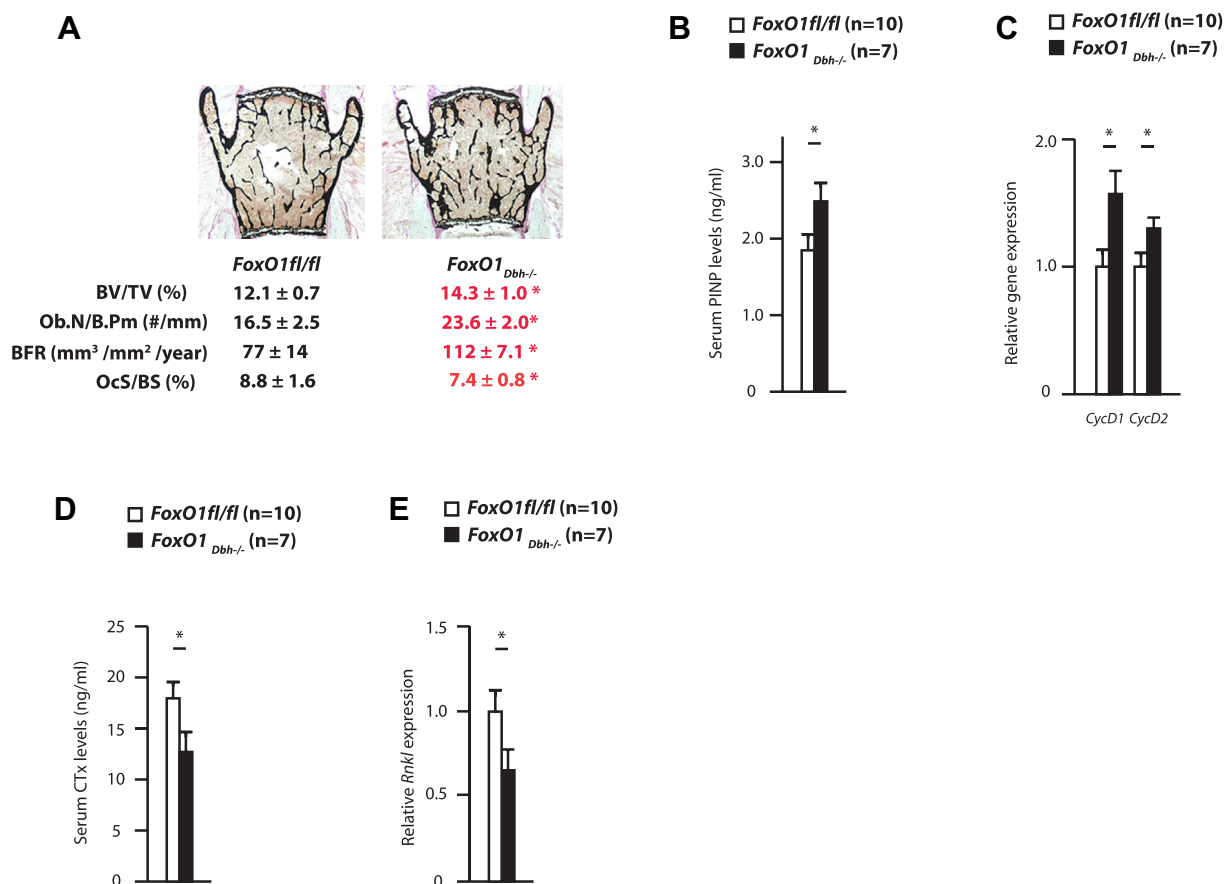 A
FoxO1fl/fl FoxO1 Dbh-/-
BV/TV (%) 12.1 ± 0.7 14.3 ± 1.0 *
Ob.N/B.Pm (#/mm) 16.5 ± 2.5 23.6 ± 2.0*
BFR (mm³ /mm² /year) 77 ± 14 112 ± 7.1 *
OcS/BS (%) 8.8 ± 1.6 7.4 ± 0.8 *
B
FoxO1fl/fl (n=10)
FoxO1 Dbh-/- (n=7)
Serum PINP levels (ng/ml)
3.0
2.0
1.0
0
*
C
FoxO1fl/fl (n=10)
FoxO1 Dbh-/- (n=7)
Relative gene expression
2.0
1.0
0
* *
CycD1 CycD2
D
FoxO1fl/fl (n=10)
FoxO1 Dbh-/- (n=7)
Serum CTx levels (ng/ml)
25
20
15
10
5
0
*
E
FoxO1fl/fl (n=10)
FoxO1 Dbh-/- (n=7)
Relative Rnkl expression
1.5
1.0
0.5
0
*